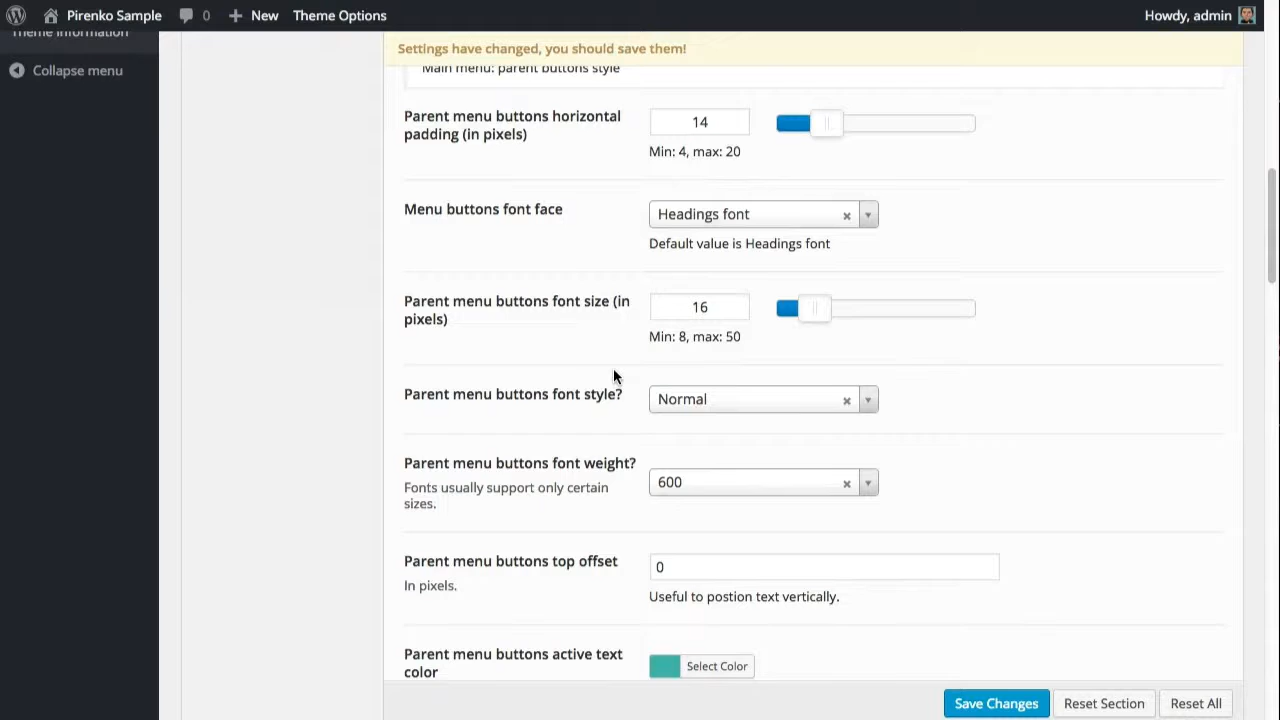 Pirenko Sample 0 New Theme Options Howdy, admin
Theme Information
Collapse menu
Settings have changed, you should save them!
Main menu: parent buttons style
Parent menu buttons horizontal
padding (in pixels)
14
Min: 4, max: 20
Menu buttons font face
Headings font
Default value is Headings font
Parent menu buttons font size (in
pixels)
16
Min: 8, max: 50
Parent menu buttons font style?
Normal
Parent menu buttons font weight?
Fonts usually support only certain
sizes.
600
Parent menu buttons top offset
In pixels.
0
Useful to postion text vertically.
Parent menu buttons active text
color
Select Color
Save Changes Reset Section Reset All